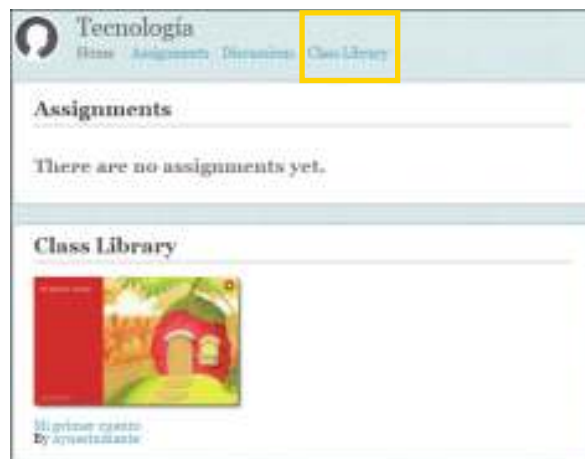 Tecnología
Home Assignments Discussions Class Library
Assignments
There are no assignments yet.
Class Library
Mi primer cuento
By